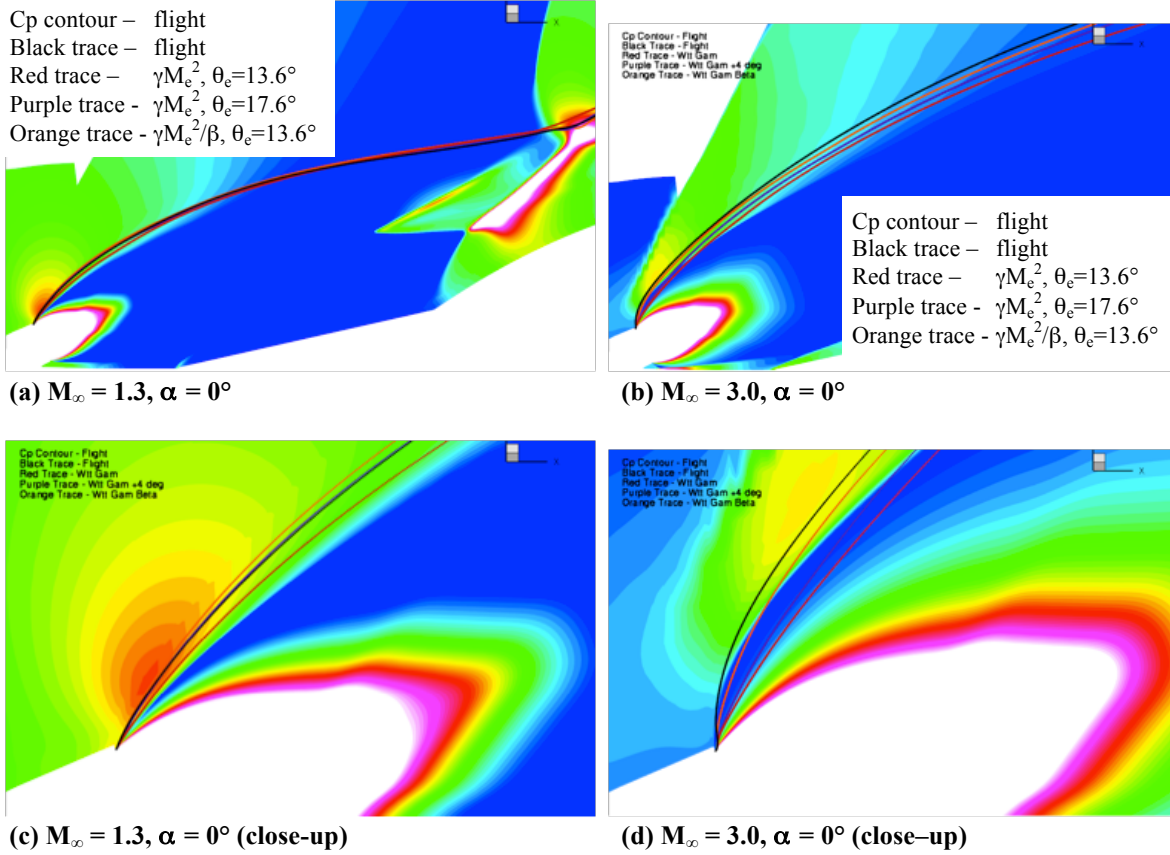 Cp contour – flight
Black trace – flight
Red trace – γMₑ², θₑ=13.6°
Purple trace - γMₑ², θₑ=17.6°
Orange trace - γMₑ²/β, θₑ=13.6°
X
(a) M∞ = 1.3, α = 0°
Cp Contour - Flight
Black Trace - Flight
Red Trace - Wtt Gam
Purple Trace - Wtt Gam +4 deg
Orange Trace - Wtt Gam Beta
X
Cp contour – flight
Black trace – flight
Red trace – γMₑ², θₑ=13.6°
Purple trace - γMₑ², θₑ=17.6°
Orange trace - γMₑ²/β, θₑ=13.6°
(b) M∞ = 3.0, α = 0°
Cp Contour - Flight
Black Trace - Flight
Red Trace - Wtt Gam
Purple Trace - Wtt Gam +4 deg
Orange Trace - Wtt Gam Beta
X
(c) M∞ = 1.3, α = 0° (close-up)
Cp Contour - Flight
Black Trace - Flight
Red Trace - Wtt Gam
Purple Trace - Wtt Gam +4 deg
Orange Trace - Wtt Gam Beta
X
(d) M∞ = 3.0, α = 0° (close–up)